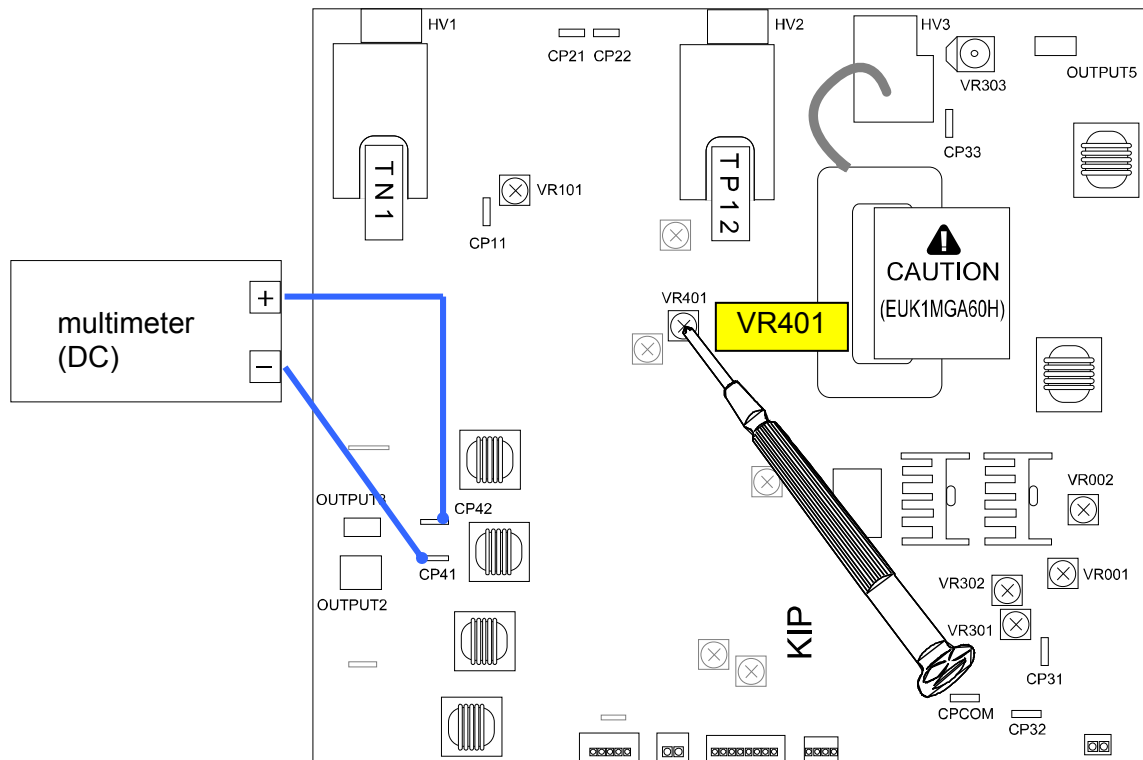 HV1
HV2
HV3
CP21
CP22
VR303
OUTPUT5
CP33
TN1
TP12
VR101
CP11
CAUTION
(EUK1MGA60H)
VR401
VR401
+
multimeter
(DC)
−
CP42
CP41
OUTPUT2
VR002
VR001
VR302
VR301
KIP
CP31
CPCOM
CP32